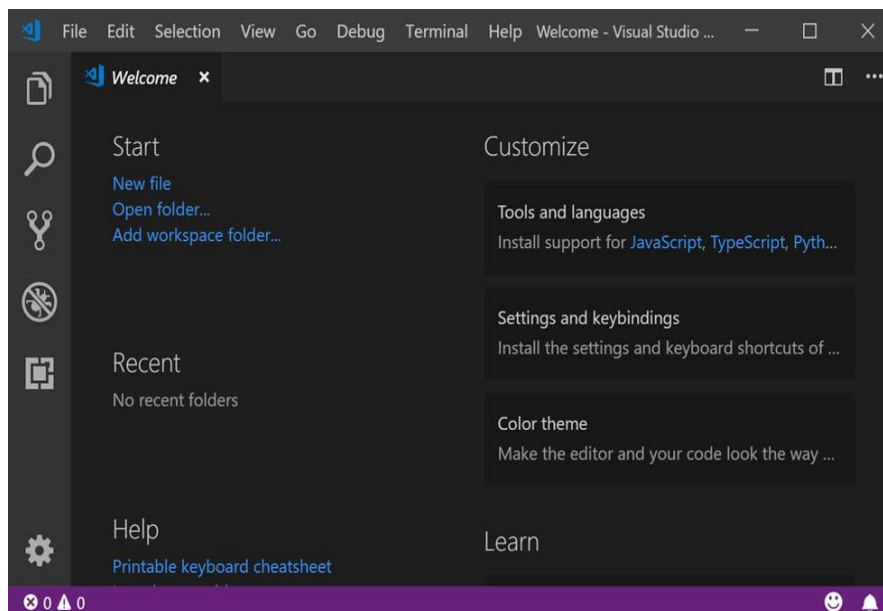 File Edit Selection View Go Debug Terminal Help Welcome - Visual Studio ...
Welcome
Start
New file
Open folder...
Add workspace folder...
Recent
No recent folders
Help
Printable keyboard cheatsheet
Customize
Tools and languages
Install support for JavaScript, TypeScript, Pyth...
Settings and keybindings
Install the settings and keyboard shortcuts of ...
Color theme
Make the editor and your code look the way ...
Learn
0 0